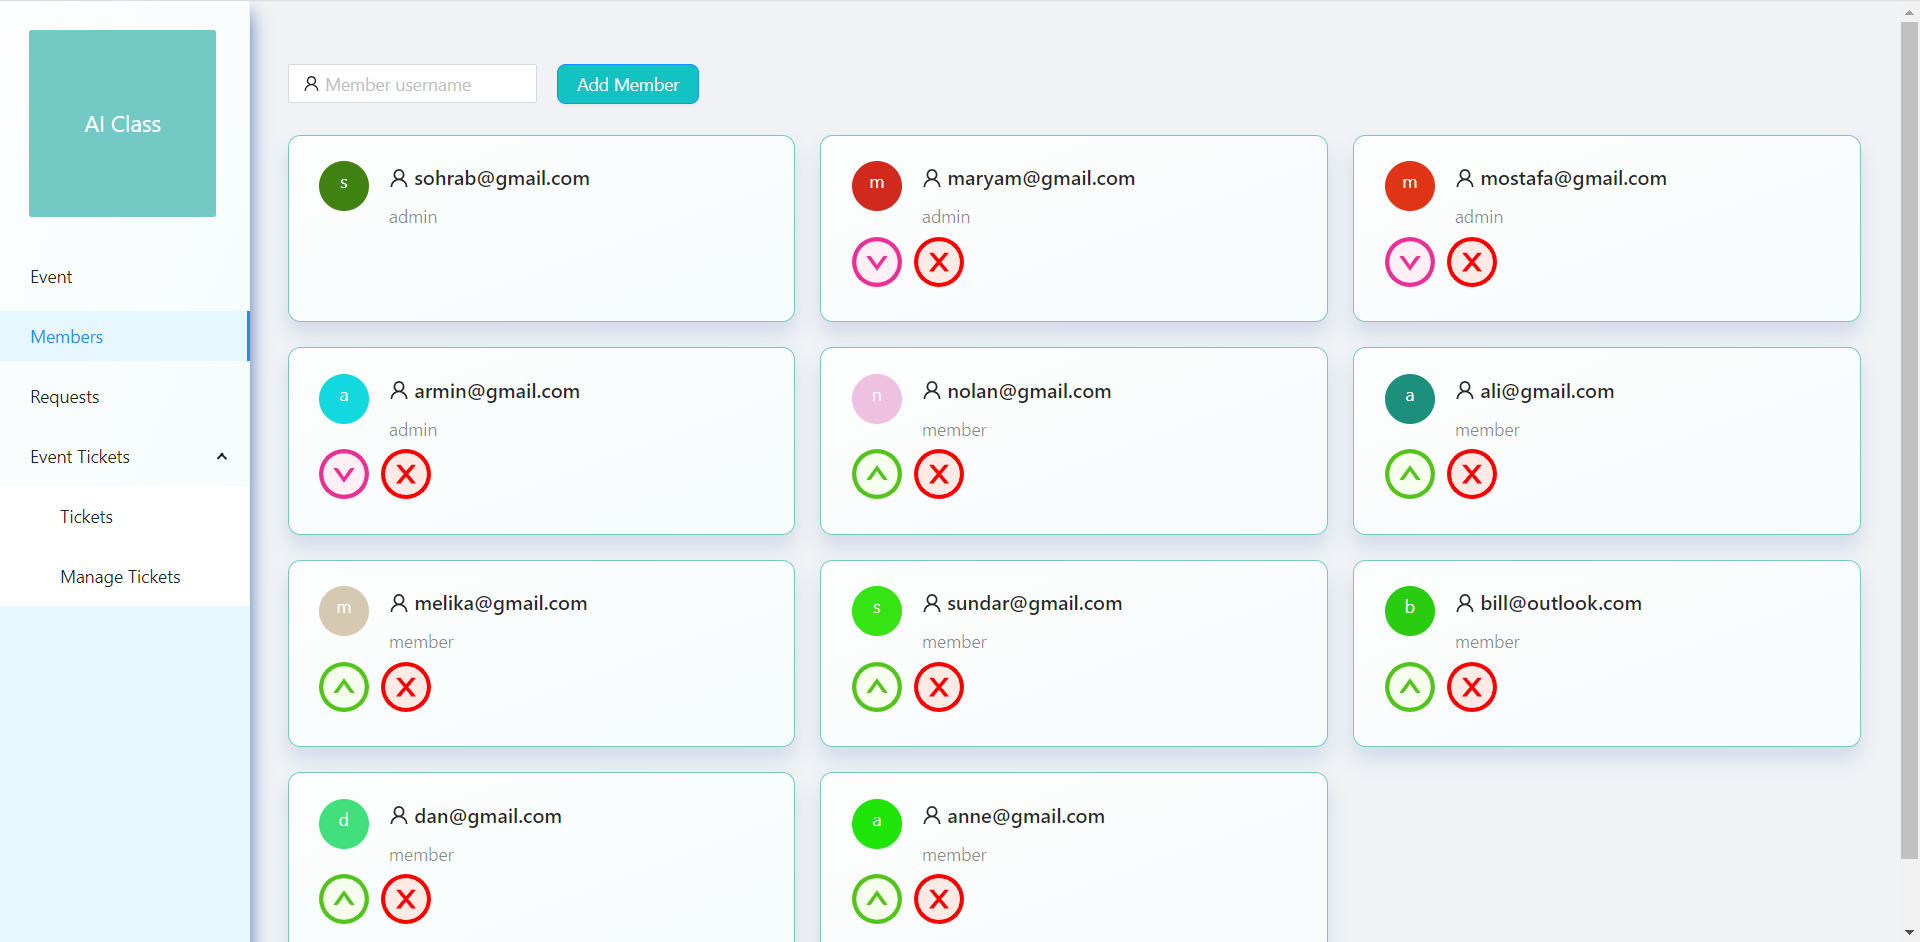 AI Class
Event
Members
Requests
Event Tickets
Tickets
Manage Tickets
Member username
Add Member
s
sohrab@gmail.com
admin
m
maryam@gmail.com
admin
m
mostafa@gmail.com
admin
a
armin@gmail.com
admin
n
nolan@gmail.com
member
a
ali@gmail.com
member
m
melika@gmail.com
member
s
sundar@gmail.com
member
b
bill@outlook.com
member
d
dan@gmail.com
member
a
anne@gmail.com
member